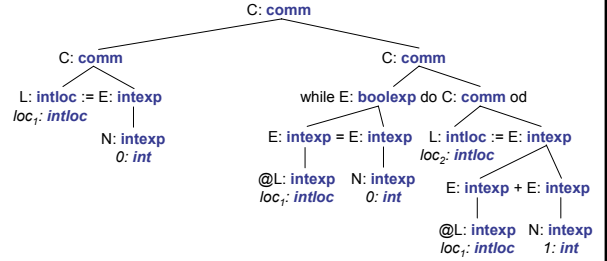 C: comm
C: comm C: comm
L: intloc := E: intexp while E: boolexp do C: comm od
loc₁: intloc
N: intexp E: intexp = E: intexp L: intloc := E: intexp
0: int loc₂: intloc
@L: intexp N: intexp E: intexp + E: intexp
loc₁: intloc 0: int
@L: intexp N: intexp
loc₁: intloc 1: int